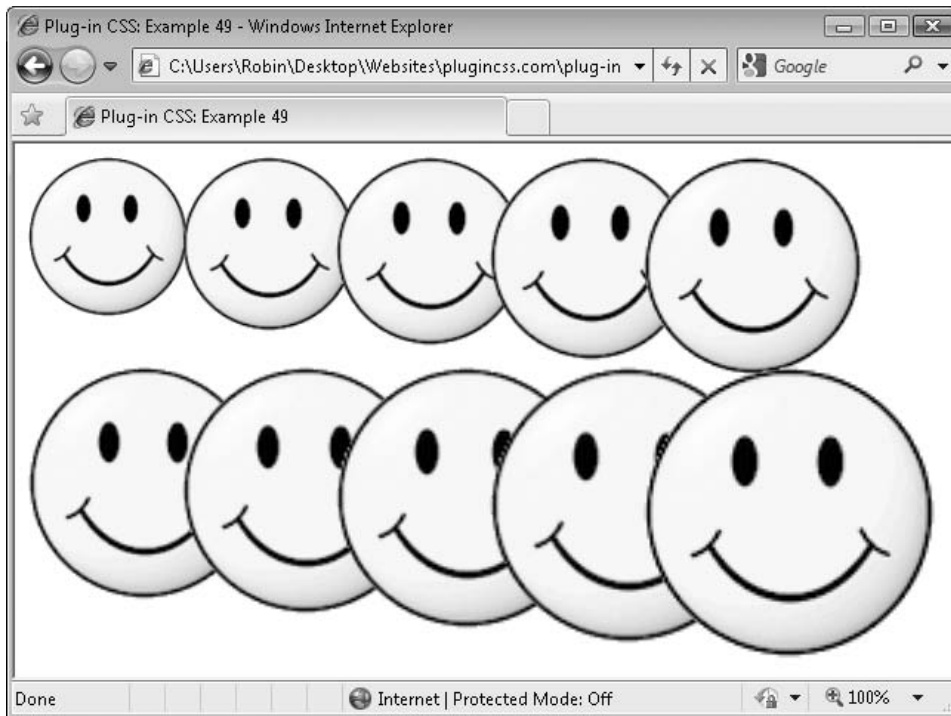 Plug-in CSS: Example 49 - Windows Internet Explorer
C:\Users\Robin\Desktop\Websites\plugincss.com\plug-in
Google
Plug-in CSS: Example 49
Done
Internet | Protected Mode: Off
100%